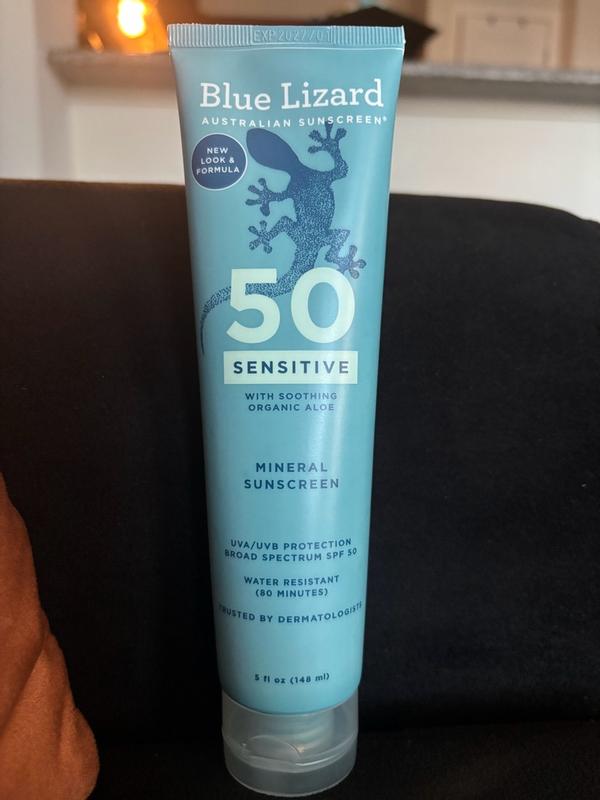 EXP 2027/01
Blue Lizard
AUSTRALIAN SUNSCREEN®
NEW
LOOK &
FORMULA
50
SENSITIVE
WITH SOOTHING
ORGANIC ALOE
MINERAL
SUNSCREEN
UVA/UVB PROTECTION
BROAD SPECTRUM SPF 50
WATER RESISTANT
(80 MINUTES)
TRUSTED BY DERMATOLOGISTS
5 fl oz (148 ml)